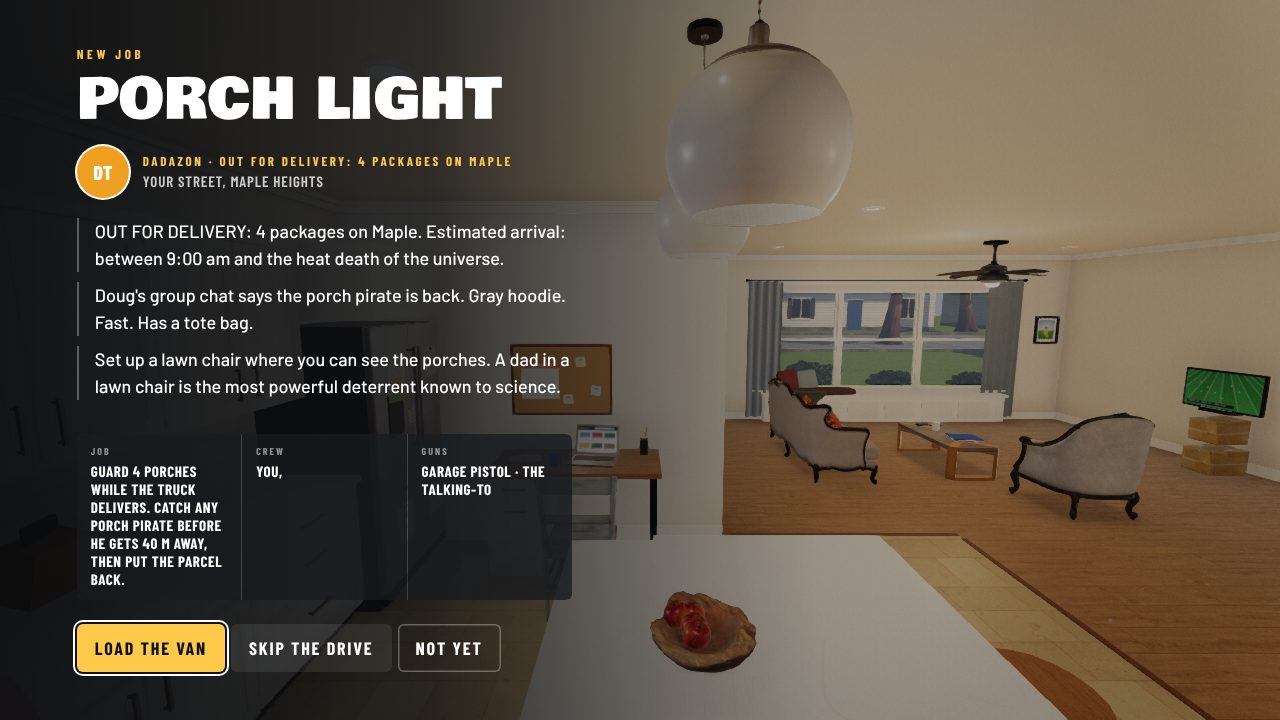 NEW JOB
PORCH LIGHT
DT
DADAZON · OUT FOR DELIVERY: 4 PACKAGES ON MAPLE
YOUR STREET, MAPLE HEIGHTS
OUT FOR DELIVERY: 4 packages on Maple. Estimated arrival:
between 9:00 am and the heat death of the universe.
Doug's group chat says the porch pirate is back. Gray hoodie.
Fast. Has a tote bag.
Set up a lawn chair where you can see the porches. A dad in a
lawn chair is the most powerful deterrent known to science.
JOB
GUARD 4 PORCHES
WHILE THE TRUCK
DELIVERS. CATCH ANY
PORCH PIRATE BEFORE
HE GETS 40 M AWAY,
THEN PUT THE PARCEL
BACK.
CREW
YOU,
GUNS
GARAGE PISTOL · THE
TALKING-TO
LOAD THE VAN
SKIP THE DRIVE
NOT YET